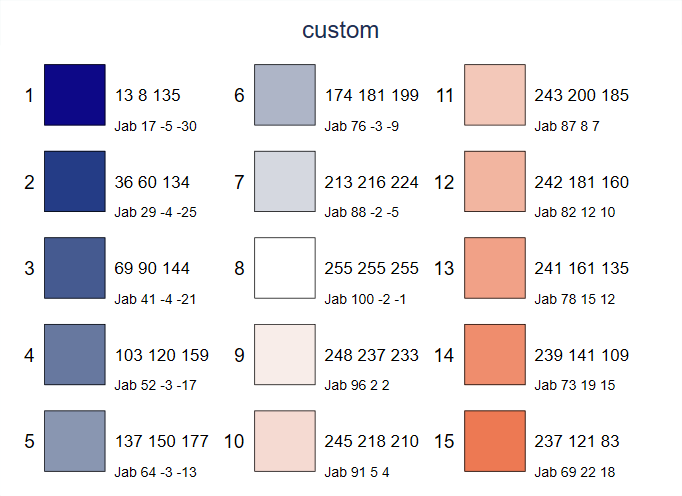 custom
1 13 8 135
Jab 17 -5 -30
2 36 60 134
Jab 29 -4 -25
3 69 90 144
Jab 41 -4 -21
4 103 120 159
Jab 52 -3 -17
5 137 150 177
Jab 64 -3 -13
6 174 181 199
Jab 76 -3 -9
7 213 216 224
Jab 88 -2 -5
8 255 255 255
Jab 100 -2 -1
9 248 237 233
Jab 96 2 2
10 245 218 210
Jab 91 5 4
11 243 200 185
Jab 87 8 7
12 242 181 160
Jab 82 12 10
13 241 161 135
Jab 78 15 12
14 239 141 109
Jab 73 19 15
15 237 121 83
Jab 69 22 18